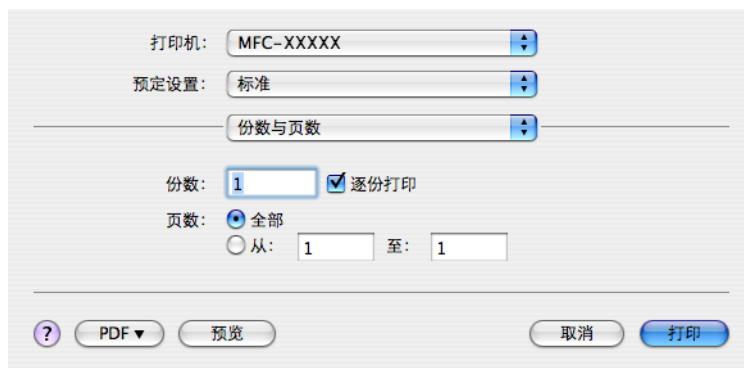 打印机： MFC-XXXXX
预定设置： 标准
份数与页数
份数： 1 逐份打印
页数： 全部
从： 1 至： 1
? PDF▼ 预览 取消 打印